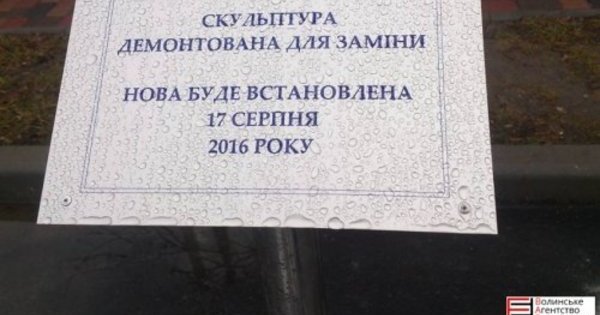 СКУЛЬПТУРА
ДЕМОНТОВАНА ДЛЯ ЗАМІНИ
НОВА БУДЕ ВСТАНОВЛЕНА
17 СЕРПНЯ
2016 РОКУ
Волинське
Агентство